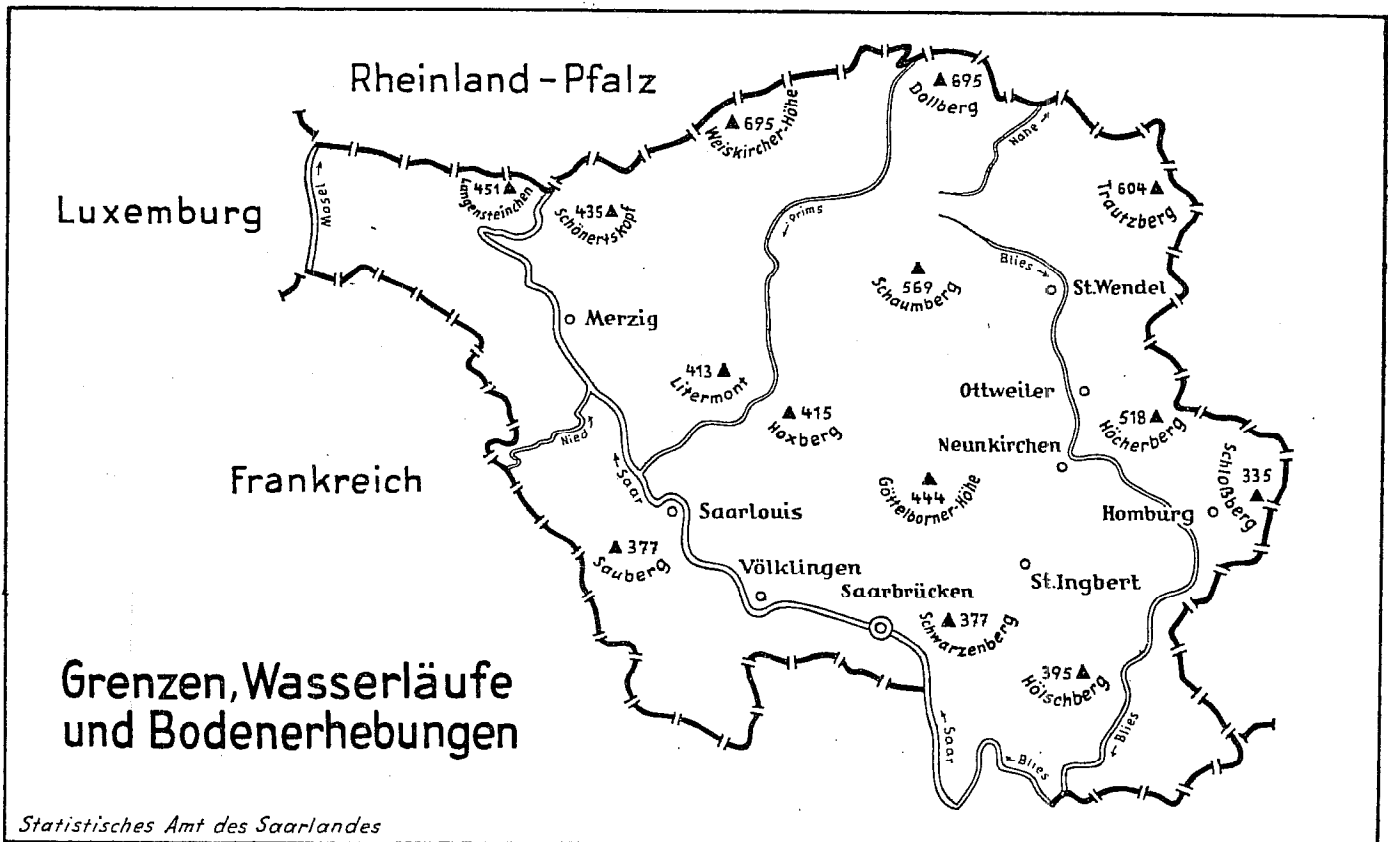 Rheinland-Pfalz
695
Dollberg
695
Weiskircher-Höhe
Nahe
Mosel
451
Langensteinchen
435
Schönertskopf
604
Trautzberg
Luxemburg
Prims
Blies
569
Schaumberg
St.Wendel
Merzig
413
Litermont
415
Hoxberg
Ottweiler
518
Höcherberg
Nied
Neunkirchen
Frankreich
Saar
444
Göttelborner-Höhe
335
Schloßberg
Saarlouis
Homburg
377
Sauberg
Völklingen
Saarbrücken
St.Ingbert
377
Schwarzenberg
395
Hölschberg
Grenzen, Wasserläufe
und Bodenerhebungen
Saar
Blies
Blies
Statistisches Amt des Saarlandes